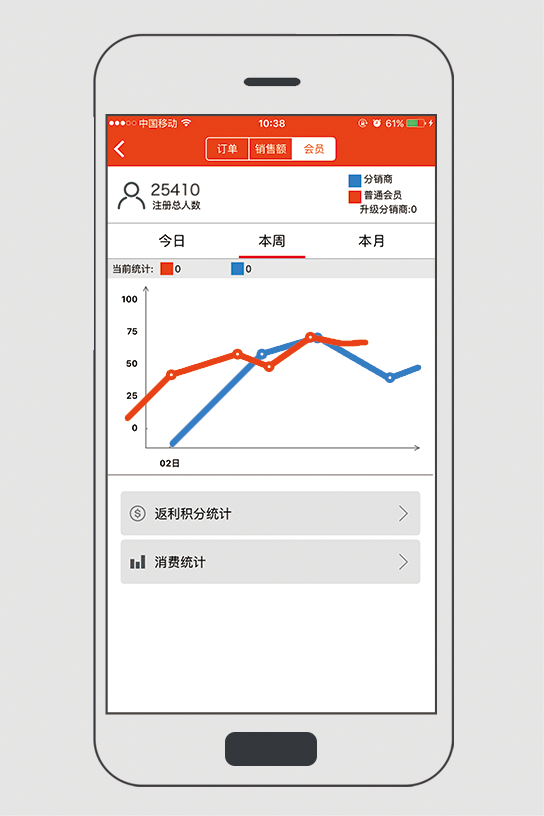 中国移动 10:38 61%
订单 销售额 会员
25410
注册总人数
分销商
普通会员
升级分销商:0
今日 本周 本月
当前统计: 0 0
100
75
50
25
0
02日
返利积分统计
消费统计